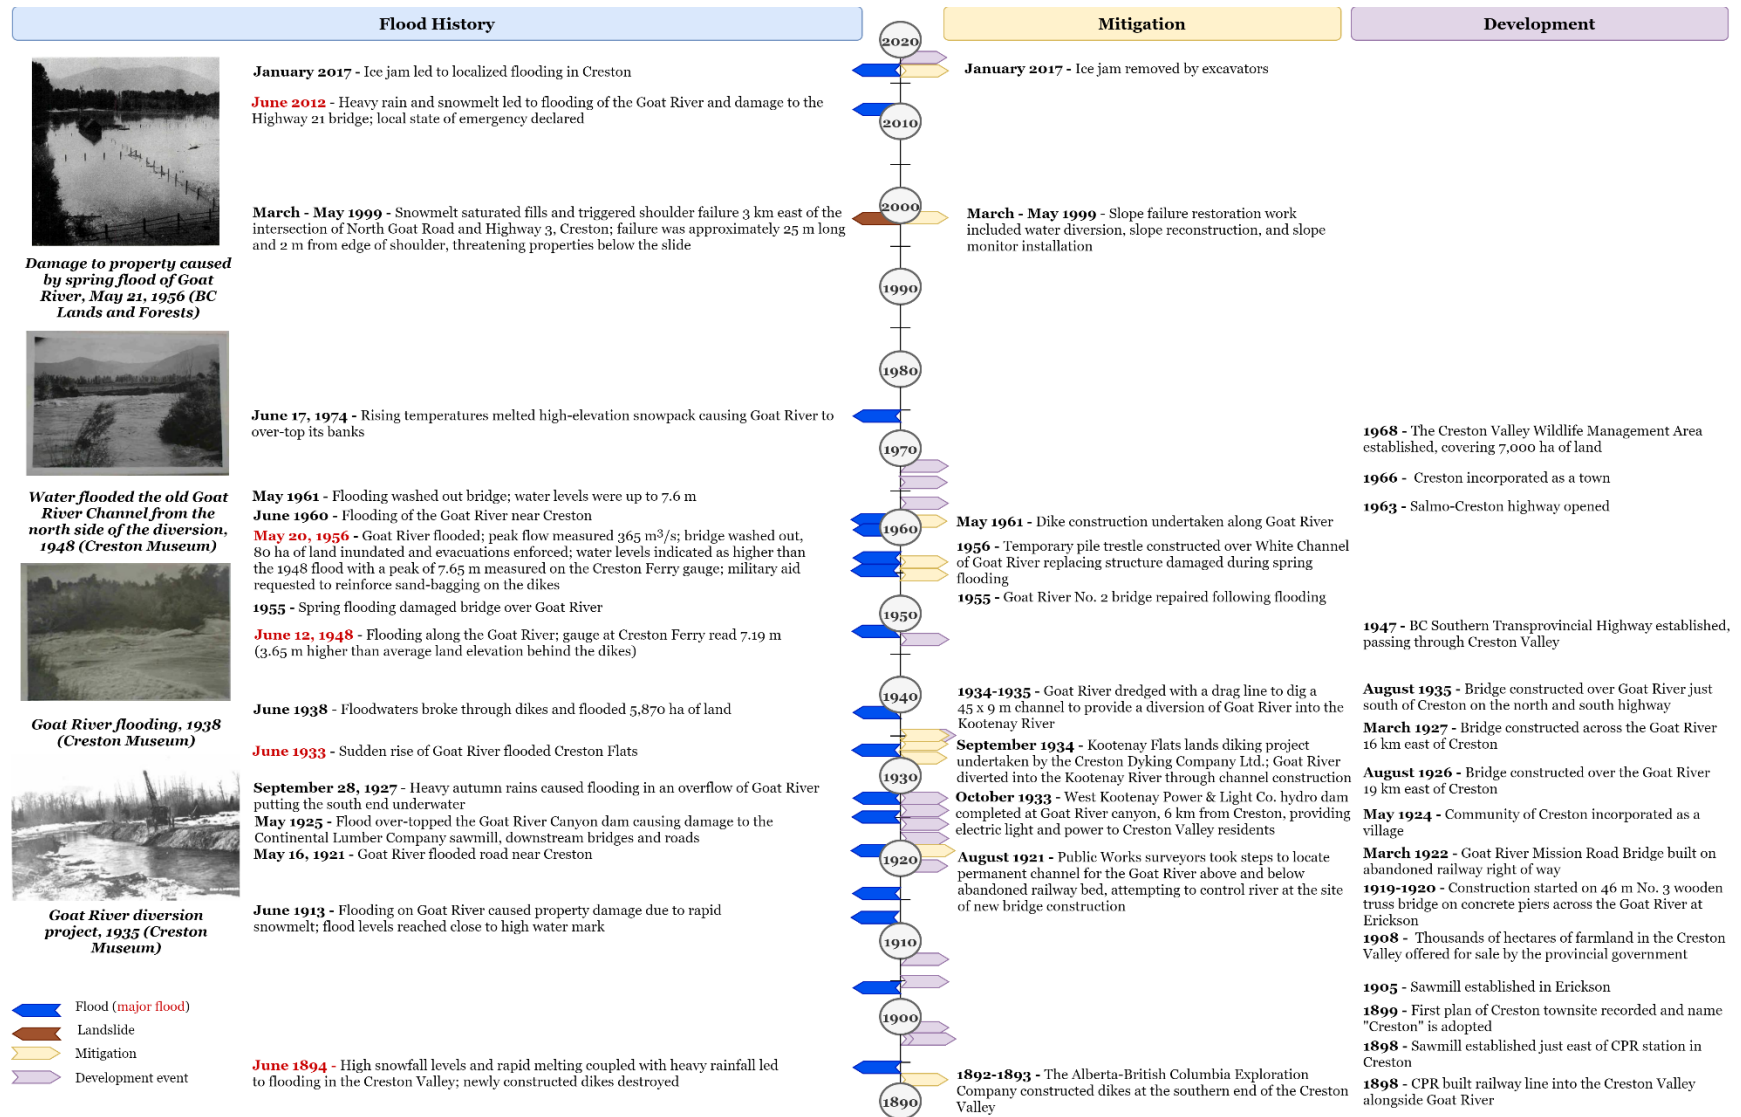 Flood History
Mitigation
Development
January 2017 - Ice jam led to localized flooding in Creston
June 2012 - Heavy rain and snowmelt led to flooding of the Goat River and damage to the
Highway 21 bridge; local state of emergency declared
March - May 1999 - Snowmelt saturated fills and triggered shoulder failure 3 km east of the
intersection of North Goat Road and Highway 3, Creston; failure was approximately 25 m long
and 2 m from edge of shoulder, threatening properties below the slide
June 17, 1974 - Rising temperatures melted high-elevation snowpack causing Goat River to
over-top its banks
May 1961 - Flooding washed out bridge; water levels were up to 7.6 m
June 1960 - Flooding of the Goat River near Creston
May 20, 1956 - Goat River flooded; peak flow measured 365 m³/s; bridge washed out,
80 ha of land inundated and evacuations enforced; water levels indicated as higher than
the 1948 flood with a peak of 7.65 m measured on the Creston Ferry gauge; military aid
requested to reinforce sand-bagging on the dikes
1955 - Spring flooding damaged bridge over Goat River
June 12, 1948 - Flooding along the Goat River; gauge at Creston Ferry read 7.19 m
(3.65 m higher than average land elevation behind the dikes)
June 1938 - Floodwaters broke through dikes and flooded 5,870 ha of land
June 1933 - Sudden rise of Goat River flooded Creston Flats
September 28, 1927 - Heavy autumn rains caused flooding in an overflow of Goat River
putting the south end underwater
May 1925 - Flood over-topped the Goat River Canyon dam causing damage to the
Continental Lumber Company sawmill, downstream bridges and roads
May 16, 1921 - Goat River flooded road near Creston
June 1913 - Flooding on Goat River caused property damage due to rapid
snowmelt; flood levels reached close to high water mark
June 1894 - High snowfall levels and rapid melting coupled with heavy rainfall led
to flooding in the Creston Valley; newly constructed dikes destroyed
Damage to property caused
by spring flood of Goat
River, May 21, 1956 (BC
Lands and Forests)
Water flooded the old Goat
River Channel from the
north side of the diversion,
1948 (Creston Museum)
Goat River flooding, 1938
(Creston Museum)
Goat River diversion
project, 1935 (Creston
Museum)
Flood (major flood)
Landslide
Mitigation
Development event
2020
2010
2000
1990
1980
1970
1960
1950
1940
1930
1920
1910
1900
1890
January 2017 - Ice jam removed by excavators
March - May 1999 - Slope failure restoration work
included water diversion, slope reconstruction, and slope
monitor installation
May 1961 - Dike construction undertaken along Goat River
1956 - Temporary pile trestle constructed over White Channel
of Goat River replacing structure damaged during spring
flooding
1955 - Goat River No. 2 bridge repaired following flooding
1934-1935 - Goat River dredged with a drag line to dig a
45 x 9 m channel to provide a diversion of Goat River into the
Kootenay River
September 1934 - Kootenay Flats lands diking project
undertaken by the Creston Dyking Company Ltd.; Goat River
diverted into the Kootenay River through channel construction
October 1933 - West Kootenay Power & Light Co. hydro dam
completed at Goat River canyon, 6 km from Creston, providing
electric light and power to Creston Valley residents
August 1921 - Public Works surveyors took steps to locate
permanent channel for the Goat River above and below
abandoned railway bed, attempting to control river at the site
of new bridge construction
1892-1893 - The Alberta-British Columbia Exploration
Company constructed dikes at the southern end of the Creston
Valley
1968 - The Creston Valley Wildlife Management Area
established, covering 7,000 ha of land
1966 - Creston incorporated as a town
1963 - Salmo-Creston highway opened
1947 - BC Southern Transprovincial Highway established,
passing through Creston Valley
August 1935 - Bridge constructed over Goat River just
south of Creston on the north and south highway
March 1927 - Bridge constructed across the Goat River
16 km east of Creston
August 1926 - Bridge constructed over the Goat River
19 km east of Creston
May 1924 - Community of Creston incorporated as a
village
March 1922 - Goat River Mission Road Bridge built on
abandoned railway right of way
1919-1920 - Construction started on 46 m No. 3 wooden
truss bridge on concrete piers across the Goat River at
Erickson
1908 - Thousands of hectares of farmland in the Creston
Valley offered for sale by the provincial government
1905 - Sawmill established in Erickson
1899 - First plan of Creston townsite recorded and name
"Creston" is adopted
1898 - Sawmill established just east of CPR station in
Creston
1898 - CPR built railway line into the Creston Valley
alongside Goat River